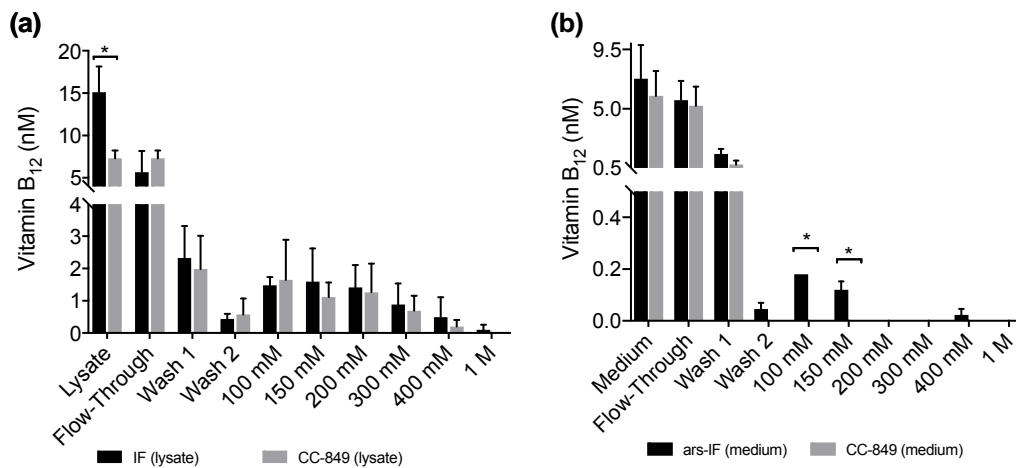 (a)
Vitamin B12 (nM)
20
15
10
5
4
3
2
1
0
*
Lysate
Flow-Through
Wash 1
Wash 2
100 mM
150 mM
200 mM
300 mM
400 mM
1 M
IF (lysate)
CC-849 (lysate)
(b)
Vitamin B12 (nM)
9.5
5.0
0.5
0.4
0.2
0.0
*
*
Medium
Flow-Through
Wash 1
Wash 2
100 mM
150 mM
200 mM
300 mM
400 mM
1 M
ars-IF (medium)
CC-849 (medium)